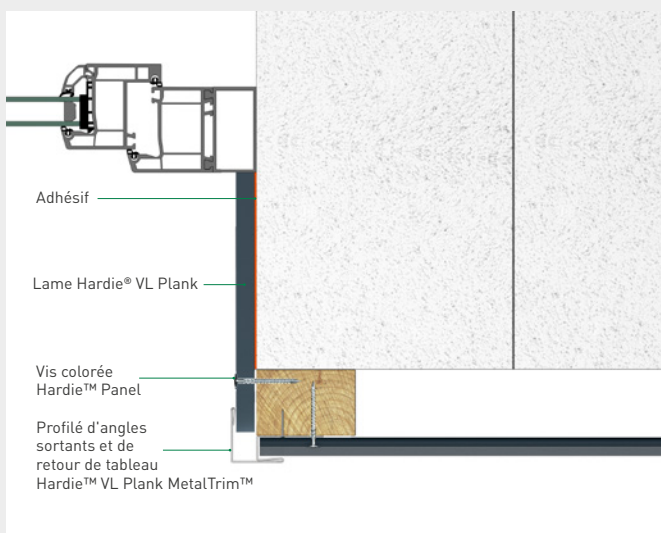 Adhésif
Lame Hardie® VL Plank
Vis colorée
Hardie™ Panel
Profilé d'angles
sortants et de
retour de tableau
Hardie™ VL Plank MetalTrim™